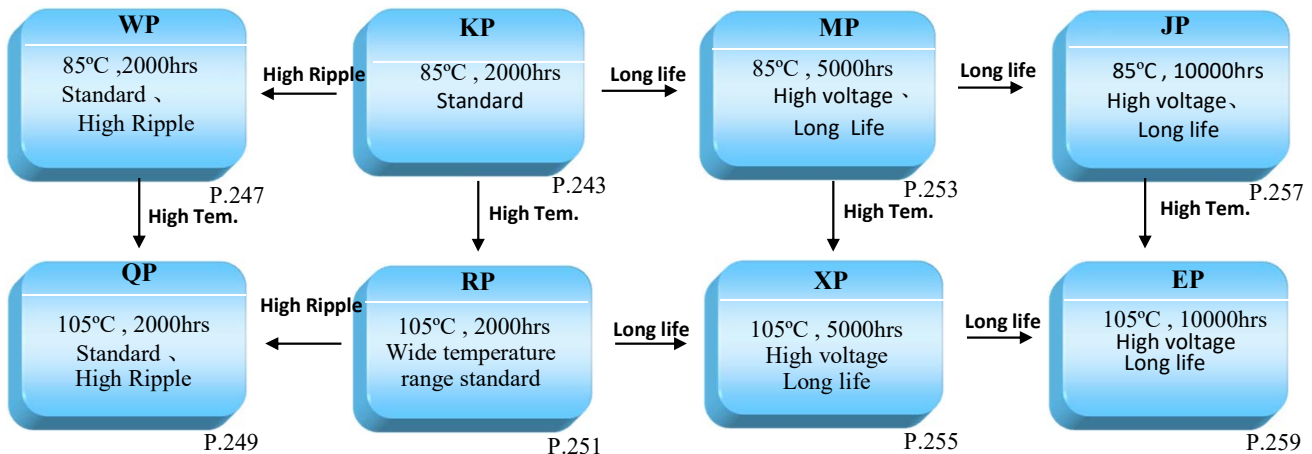 WP
85ºC ,2000hrs
Standard 、
High Ripple
P.247
High Ripple
KP
85ºC , 2000hrs
Standard
P.243
Long life
MP
85ºC , 5000hrs
High voltage、
Long Life
P.253
Long life
JP
85ºC , 10000hrs
High voltage、
Long life
P.257
High Tem.
High Tem.
High Tem.
High Tem.
QP
105ºC , 2000hrs
Standard 、
High Ripple
P.249
High Ripple
RP
105ºC , 2000hrs
Wide temperature
range standard
P.251
Long life
XP
105ºC , 5000hrs
High voltage
Long life
P.255
Long life
EP
105ºC , 10000hrs
High voltage
Long life
P.259